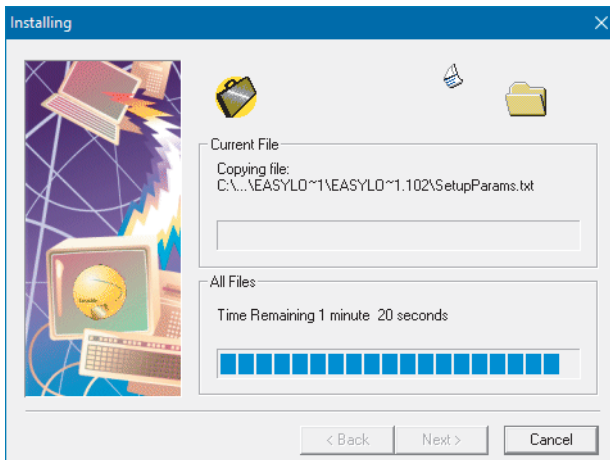 Installing
Current File
Copying file:
C:\...\EASYLO~1\EASYLO~1.102\SetupParams.txt
All Files
Time Remaining 1 minute  20 seconds
< Back
Next >
Cancel